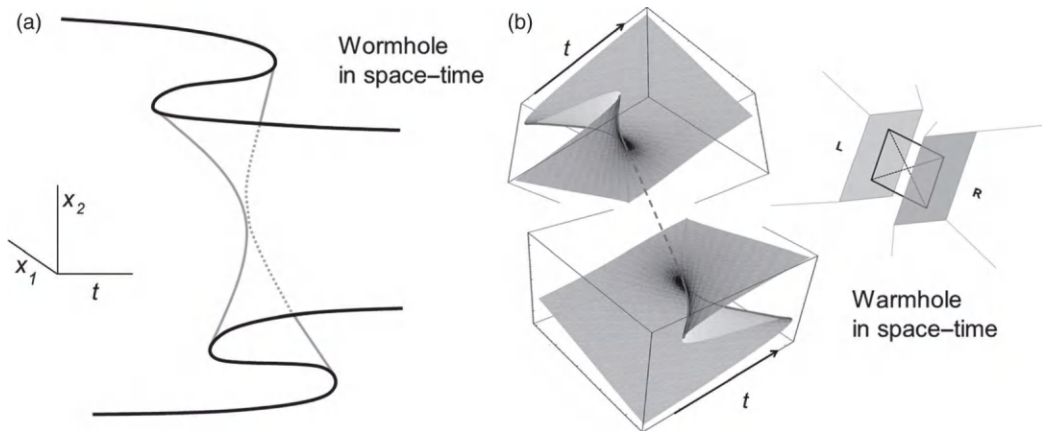 (a)
Wormhole
in space–time
x2
x1
t
(b)
t
L
R
Warmhole
in space–time
t